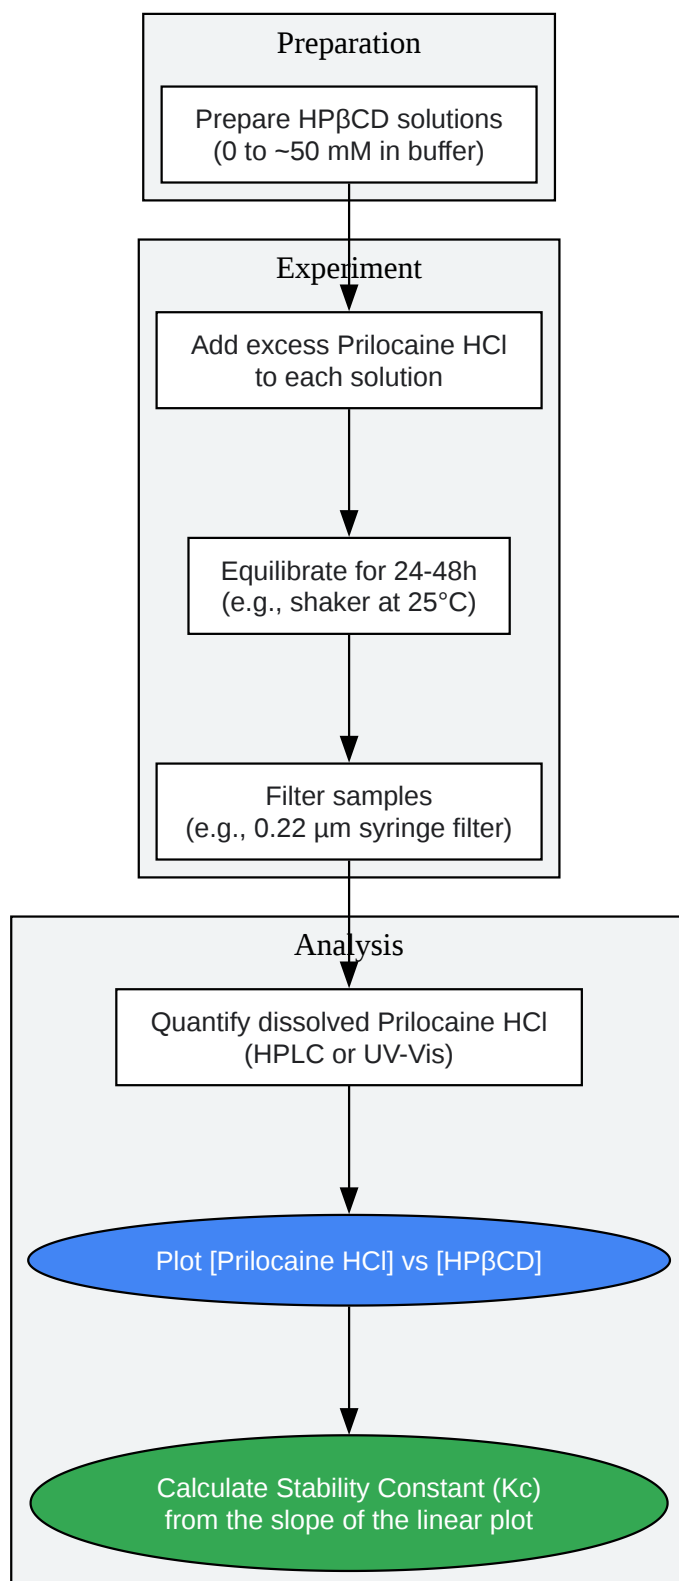 Preparation
Prepare HPβCD solutions
(0 to ~50 mM in buffer)
Experiment
Add excess Prilocaine HCl
to each solution
Equilibrate for 24-48h
(e.g., shaker at 25°C)
Filter samples
(e.g., 0.22 µm syringe filter)
Analysis
Quantify dissolved Prilocaine HCl
(HPLC or UV-Vis)
Plot [Prilocaine HCl] vs [HPβCD]
Calculate Stability Constant (Kc)
from the slope of the linear plot